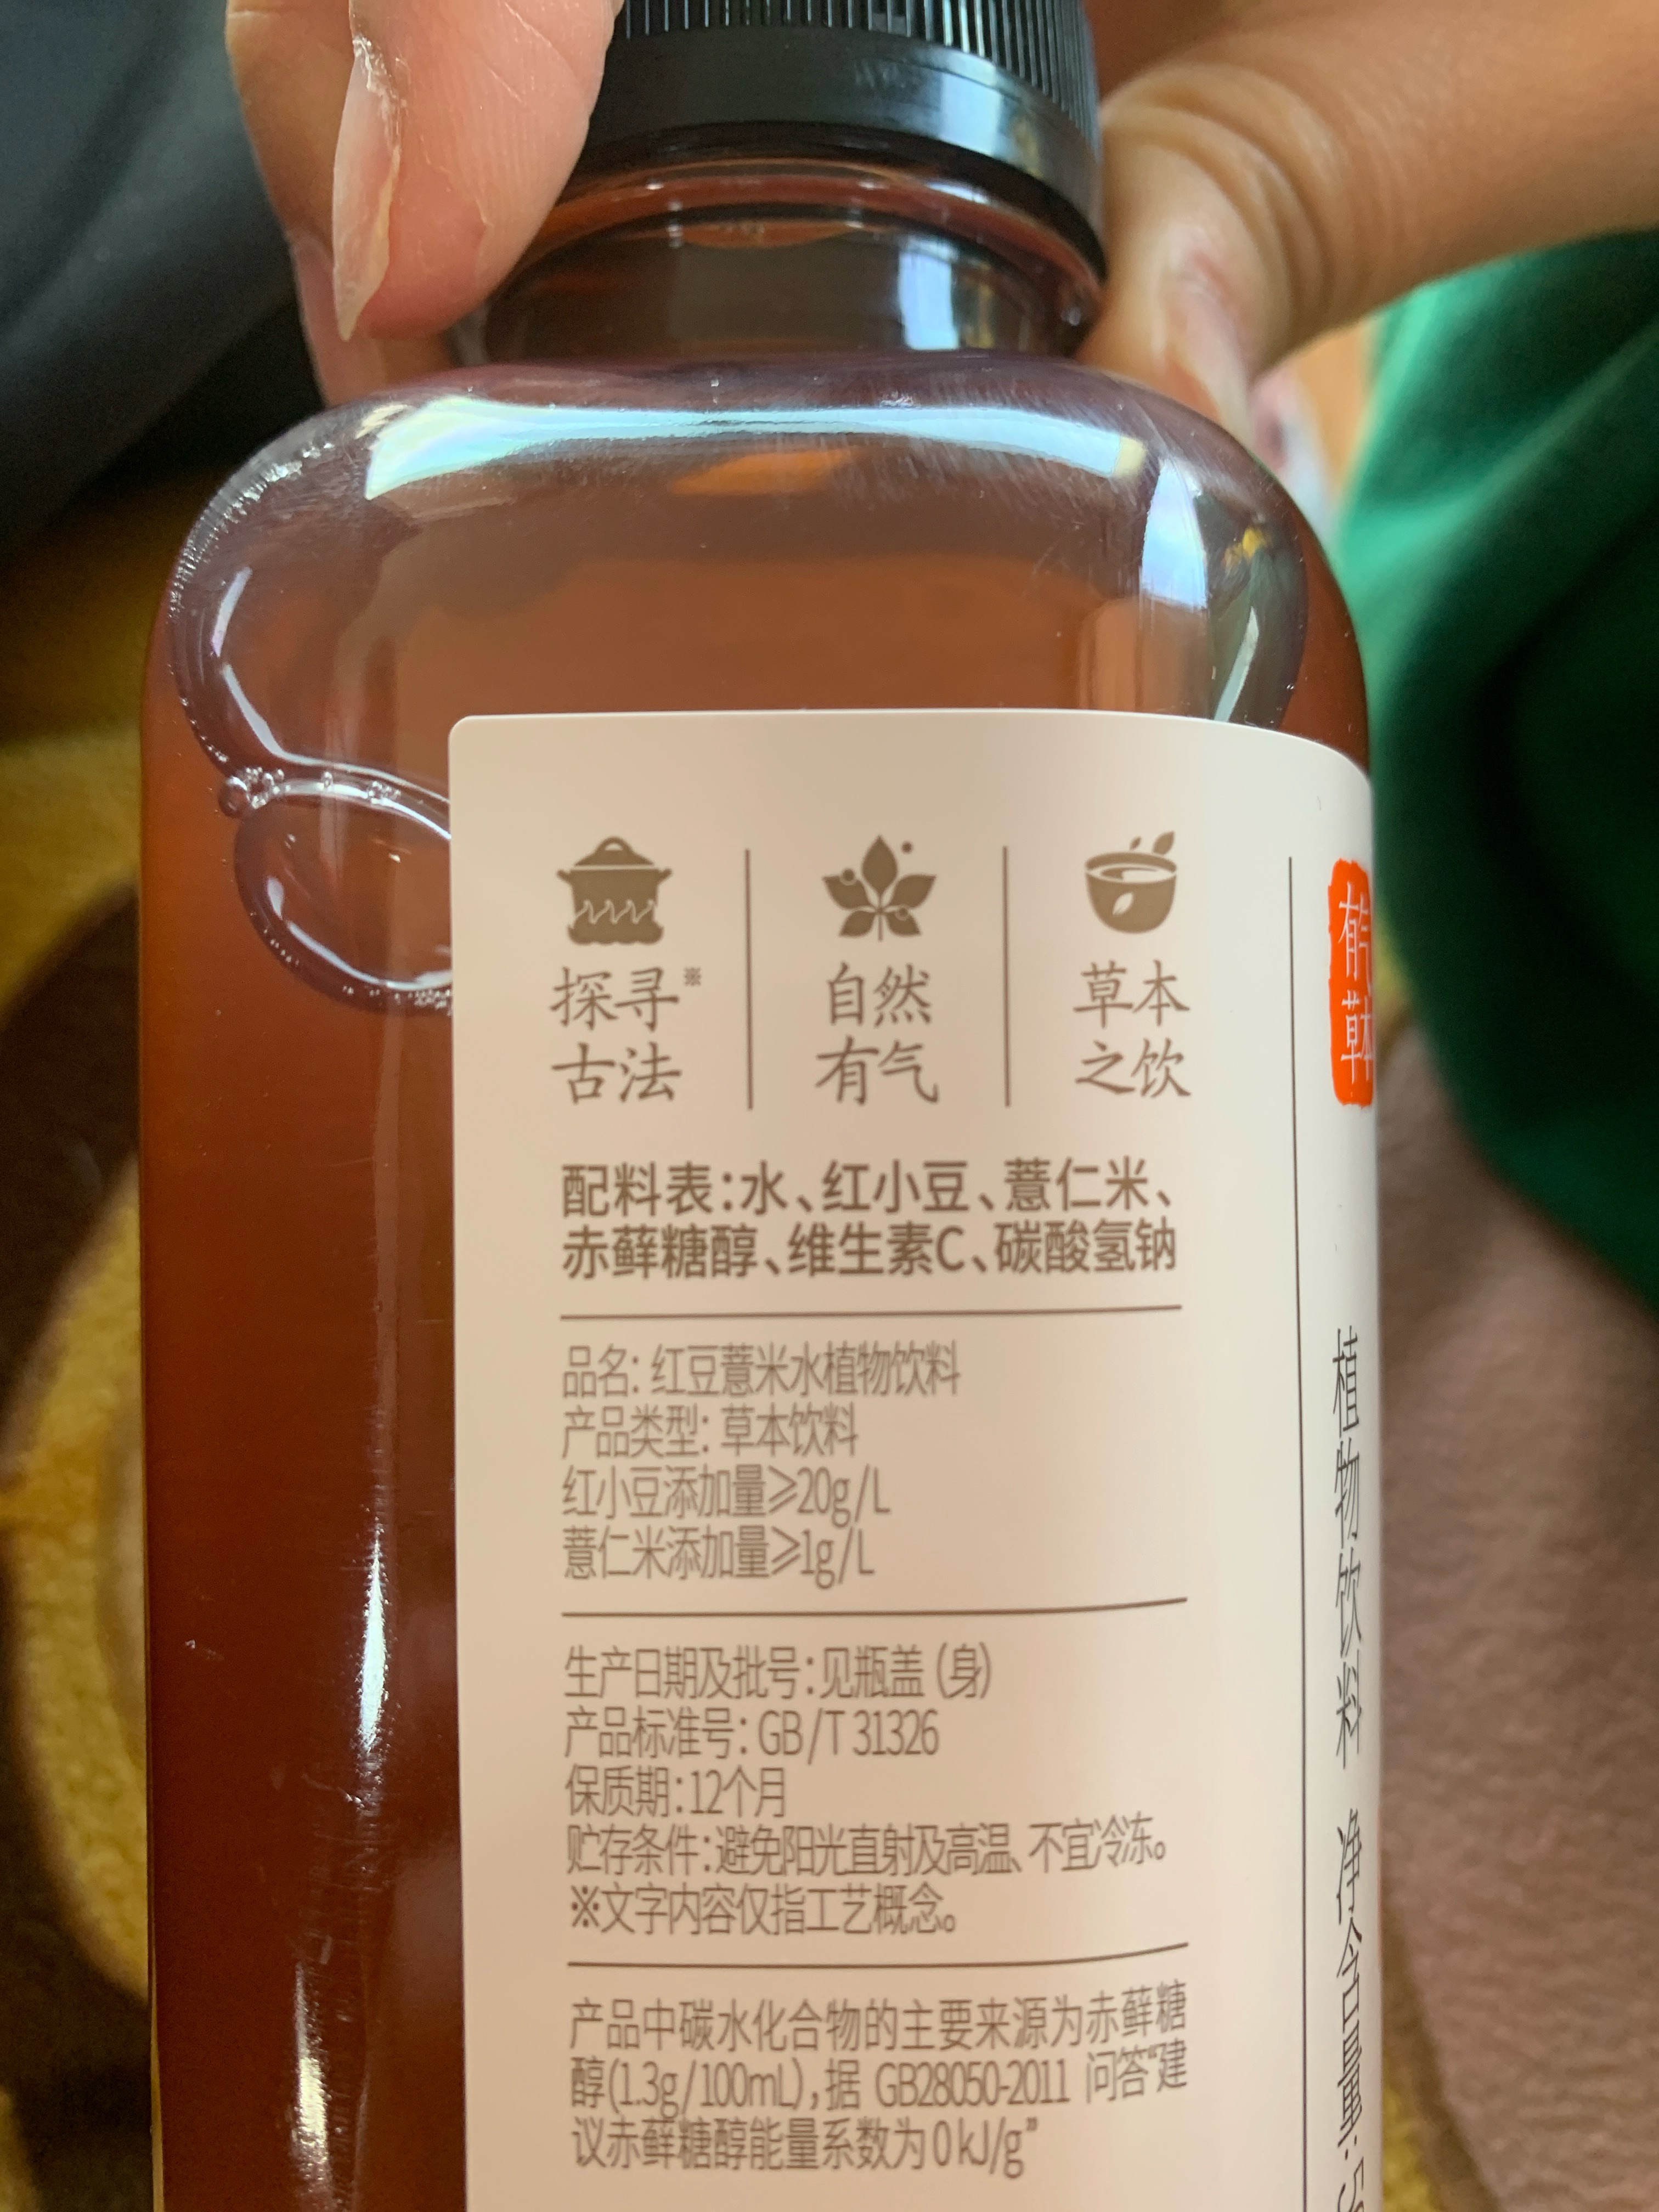 探寻※
古法
自然
有气
草本
之饮
配料表:水、红小豆、薏仁米、
赤藓糖醇、维生素C、碳酸氢钠
品名: 红豆薏米水植物饮料
产品类型: 草本饮料
红小豆添加量≥20g/L
薏仁米添加量≥1g/L
生产日期及批号:见瓶盖(身)
产品标准号: GB/T 31326
保质期:12个月
贮存条件:避免阳光直射及高温、不宜冷冻。
※文字内容仅指工艺概念。
产品中碳水化合物的主要来源为赤藓糖
醇(1.3g/100mL),据 GB28050-2011 问答“建
议赤藓糖醇能量系数为0kJ/g”
有气
草本
植物饮料 净含量:5